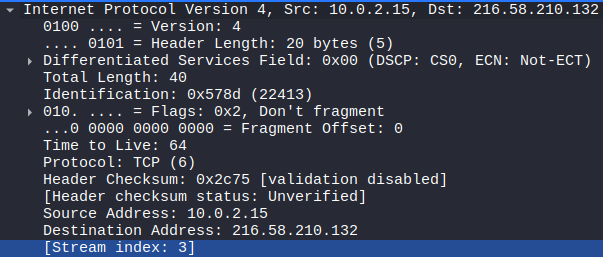 Internet Protocol Version 4, Src: 10.0.2.15, Dst: 216.58.210.132
0100 .... = Version: 4
.... 0101 = Header Length: 20 bytes (5)
Differentiated Services Field: 0x00 (DSCP: CS0, ECN: Not-ECT)
Total Length: 40
Identification: 0x578d (22413)
010. .... = Flags: 0x2, Don't fragment
...0 0000 0000 0000 = Fragment Offset: 0
Time to Live: 64
Protocol: TCP (6)
Header Checksum: 0x2c75 [validation disabled]
[Header checksum status: Unverified]
Source Address: 10.0.2.15
Destination Address: 216.58.210.132
[Stream index: 3]